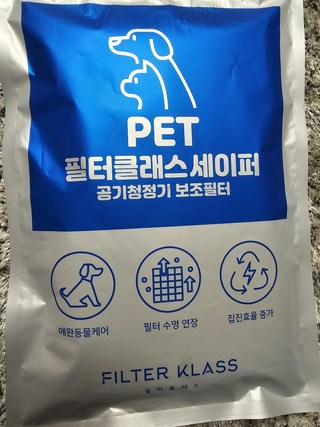 PET
필터클래스세이퍼
공기청정기 보조필터
애완동물케어
필터 수명 연장
집진효율 증가
FILTER KLASS
필터클래스